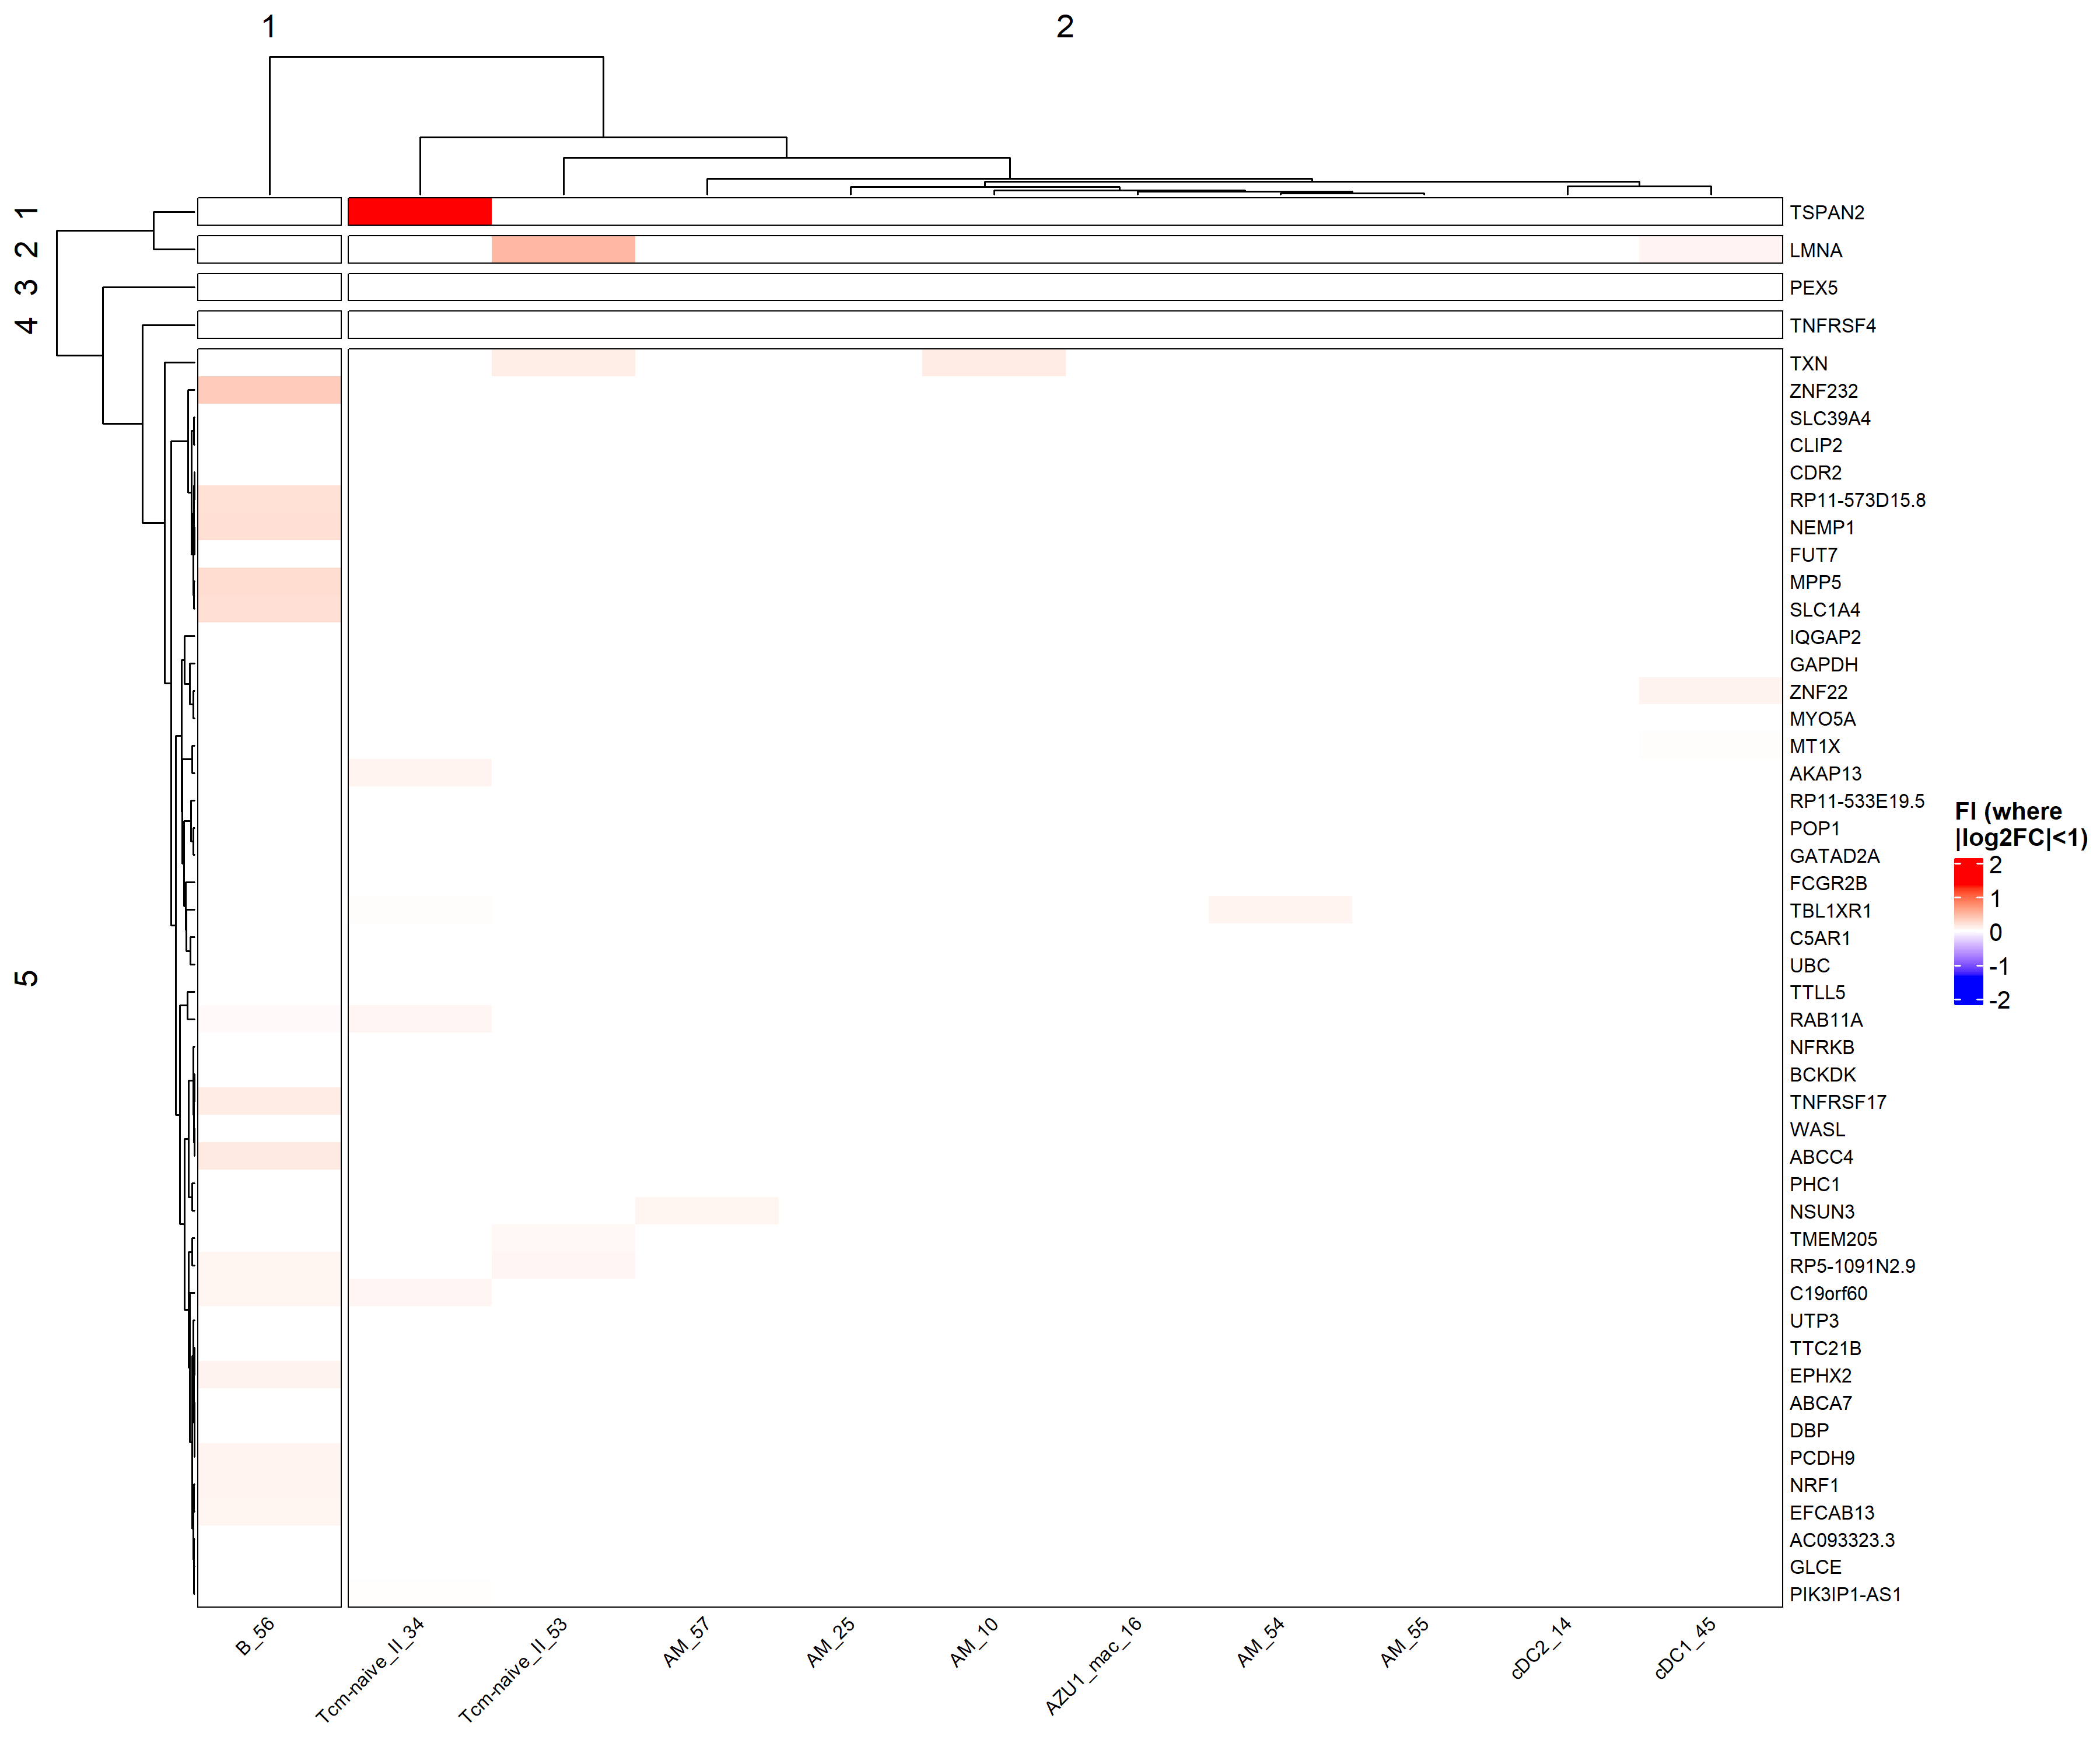 1
2
1
2
3
4
5
TSPAN2
LMNA
PEX5
TNFRSF4
TXN
ZNF232
SLC39A4
CLIP2
CDR2
RP11-573D15.8
NEMP1
FUT7
MPP5
SLC1A4
IQGAP2
GAPDH
ZNF22
MYO5A
MT1X
AKAP13
RP11-533E19.5
POP1
GATAD2A
FCGR2B
TBL1XR1
C5AR1
UBC
TTLL5
RAB11A
NFRKB
BCKDK
TNFRSF17
WASL
ABCC4
PHC1
NSUN3
TMEM205
RP5-1091N2.9
C19orf60
UTP3
TTC21B
EPHX2
ABCA7
DBP
PCDH9
NRF1
EFCAB13
AC093323.3
GLCE
PIK3IP1-AS1
FI (where
|log2FC|<1)
2
1
0
-1
-2
B_56
Tcm-naive_II_34
Tcm-naive_II_53
AM_57
AM_25
AM_10
AZU1_mac_16
AM_54
AM_55
cDC2_14
cDC1_45